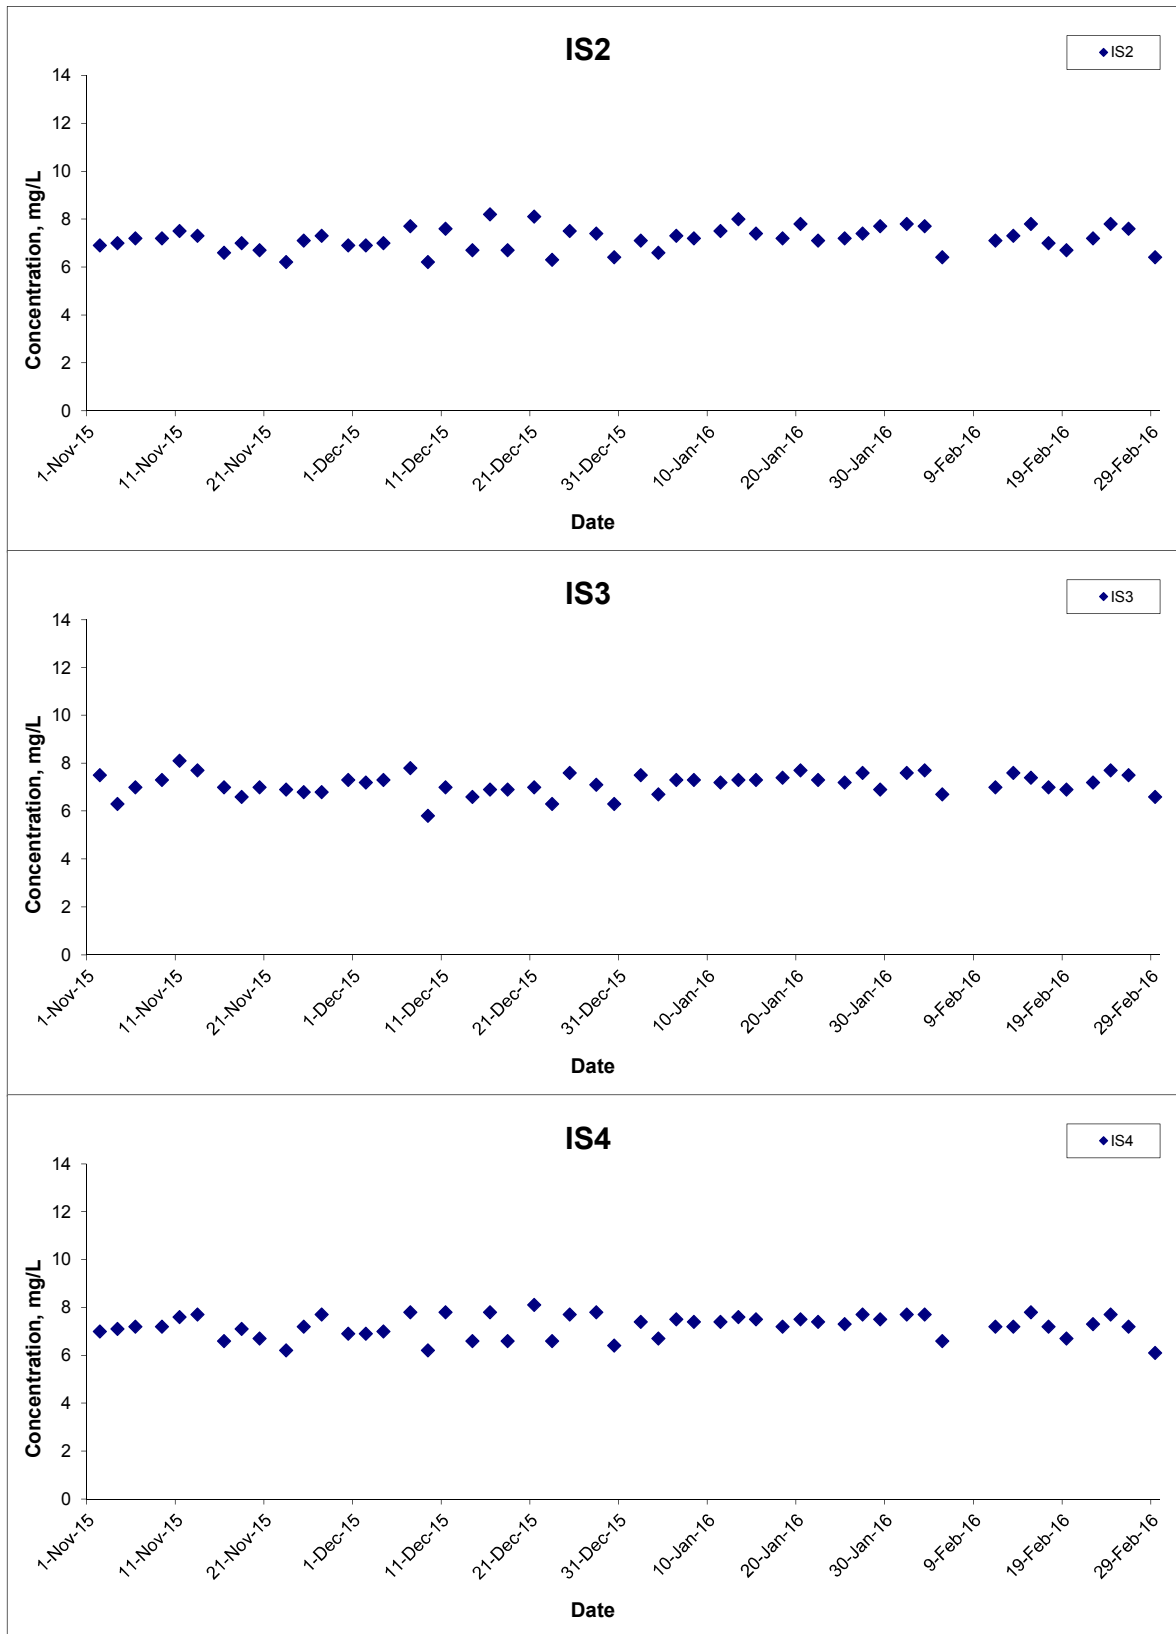 IS2
IS2
14
12
10
8
6
4
2
0
Concentration, mg/L
1-Nov-15
11-Nov-15
21-Nov-15
1-Dec-15
11-Dec-15
21-Dec-15
31-Dec-15
10-Jan-16
20-Jan-16
30-Jan-16
9-Feb-16
19-Feb-16
29-Feb-16
Date
IS3
IS3
14
12
10
8
6
4
2
0
Concentration, mg/L
1-Nov-15
11-Nov-15
21-Nov-15
1-Dec-15
11-Dec-15
21-Dec-15
31-Dec-15
10-Jan-16
20-Jan-16
30-Jan-16
9-Feb-16
19-Feb-16
29-Feb-16
Date
IS4
IS4
14
12
10
8
6
4
2
0
Concentration, mg/L
1-Nov-15
11-Nov-15
21-Nov-15
1-Dec-15
11-Dec-15
21-Dec-15
31-Dec-15
10-Jan-16
20-Jan-16
30-Jan-16
9-Feb-16
19-Feb-16
29-Feb-16
Date